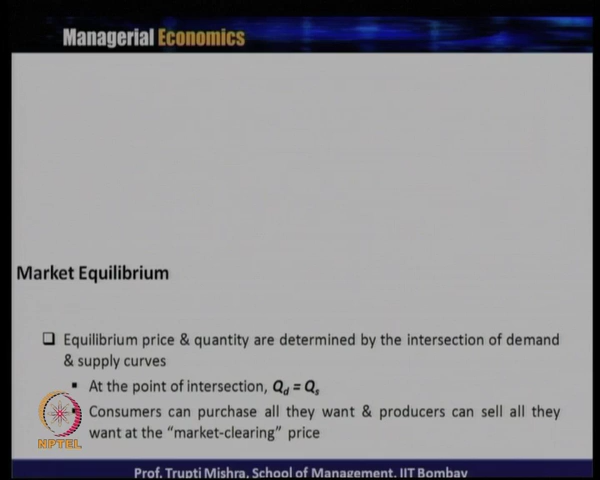 Managerial Economics
Market Equilibrium
❑ Equilibrium price & quantity are determined by the intersection of demand
& supply curves
▪ At the point of intersection, Qd = Qs
▪ Consumers can purchase all they want & producers can sell all they
want at the “market-clearing” price
NPTEL
Prof. Trupti Mishra, School of Management, IIT Bombay